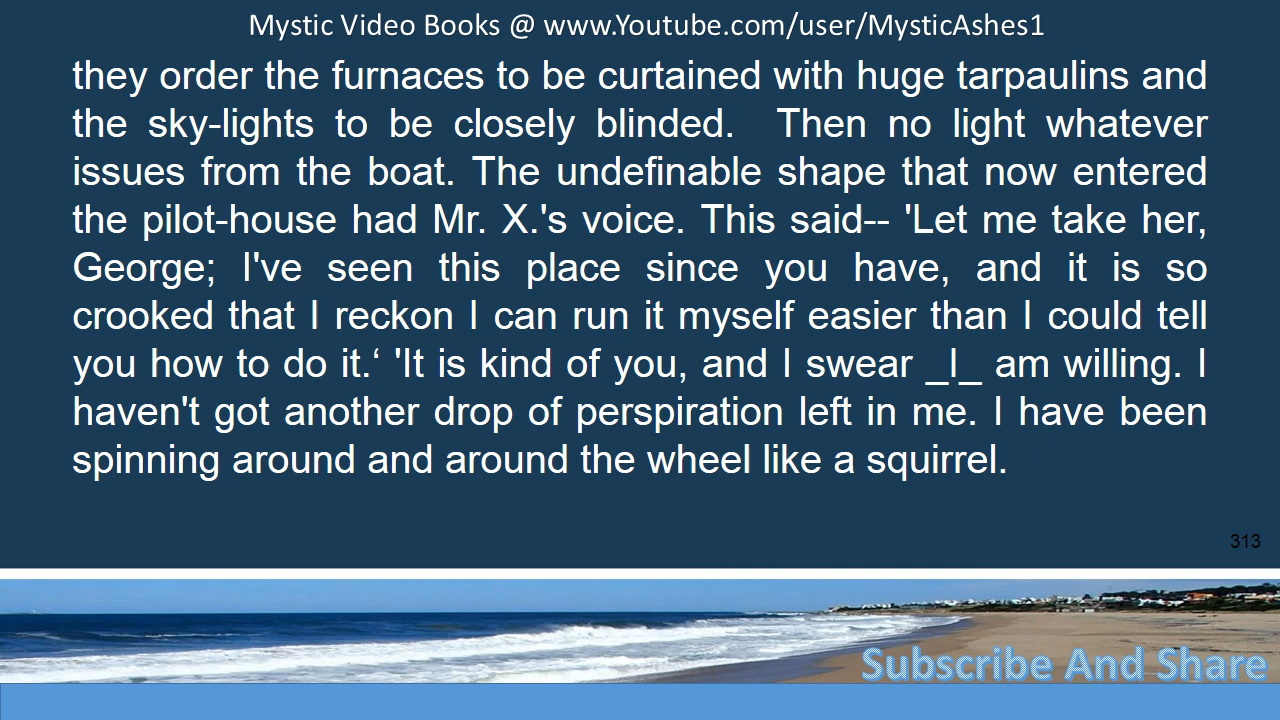 Mystic Video Books @ www.Youtube.com/user/MysticAshes1
they order the furnaces to be curtained with huge tarpaulins and
the sky-lights to be closely blinded.  Then no light whatever
issues from the boat. The undefinable shape that now entered
the pilot-house had Mr. X.'s voice. This said-- 'Let me take her,
George; I've seen this place since you have, and it is so
crooked that I reckon I can run it myself easier than I could tell
you how to do it.‘ 'It is kind of you, and I swear _I_ am willing. I
haven't got another drop of perspiration left in me. I have been
spinning around and around the wheel like a squirrel.
313
Subscribe And Share